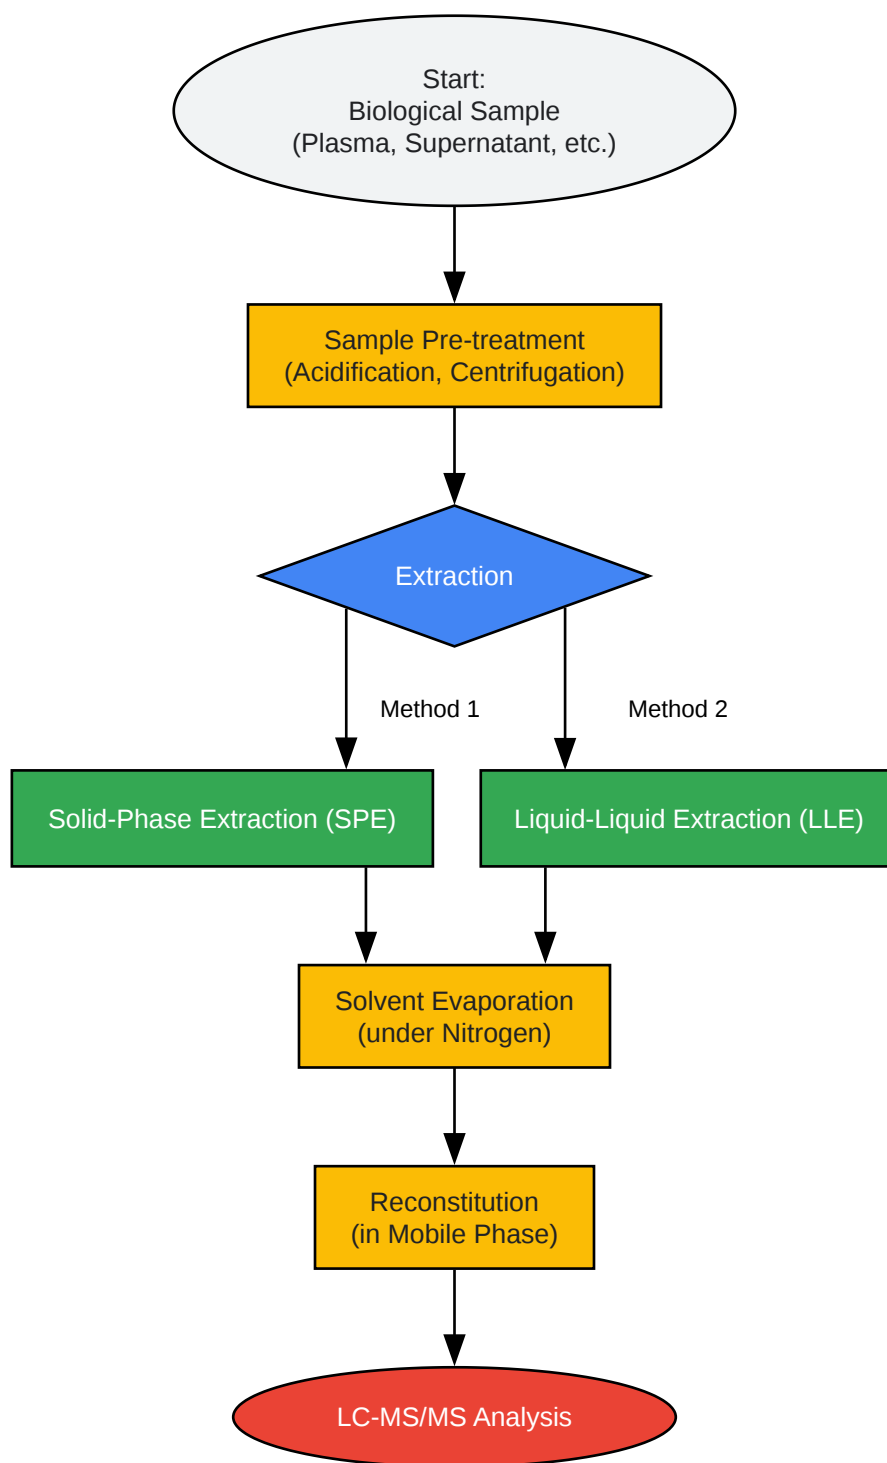 Start:
Biological Sample
(Plasma, Supernatant, etc.)
Sample Pre-treatment
(Acidification, Centrifugation)
Extraction
Method 1
Method 2
Solid-Phase Extraction (SPE)
Liquid-Liquid Extraction (LLE)
Solvent Evaporation
(under Nitrogen)
Reconstitution
(in Mobile Phase)
LC-MS/MS Analysis